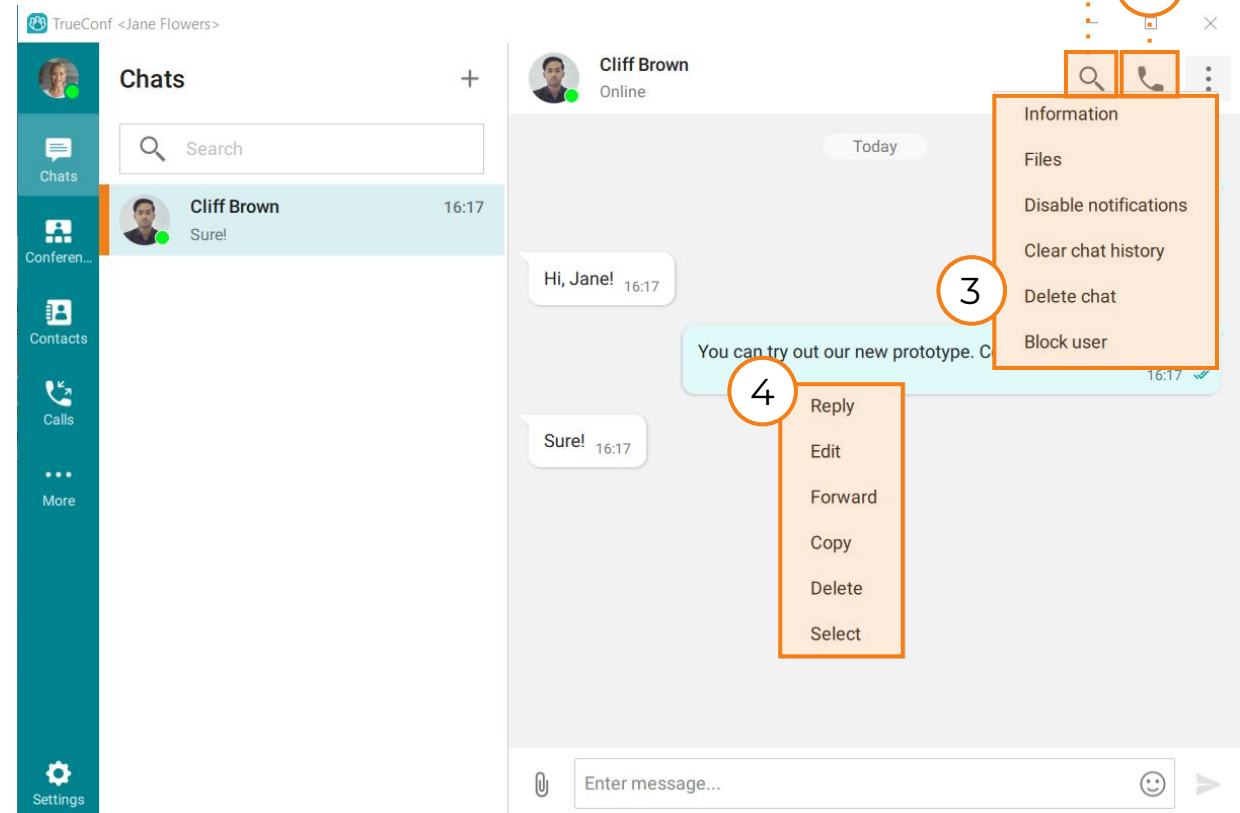 TrueConf <Jane Flowers>
Chats
Cliff Brown
Online
Search
Chats
Cliff Brown 16:17
Sure!
Conferen...
Contacts
Calls
More
Settings
Today
Hi, Jane! 16:17
You can try out our new prototype.
16:17
Sure! 16:17
3
Information
Files
Disable notifications
Clear chat history
Delete chat
Block user
4
Reply
Edit
Forward
Copy
Delete
Select
Enter message...